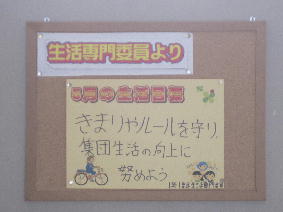 生活専門委員より
5月の生活目標
きまりやルールを守り、
集団生活の向上に
努めよう